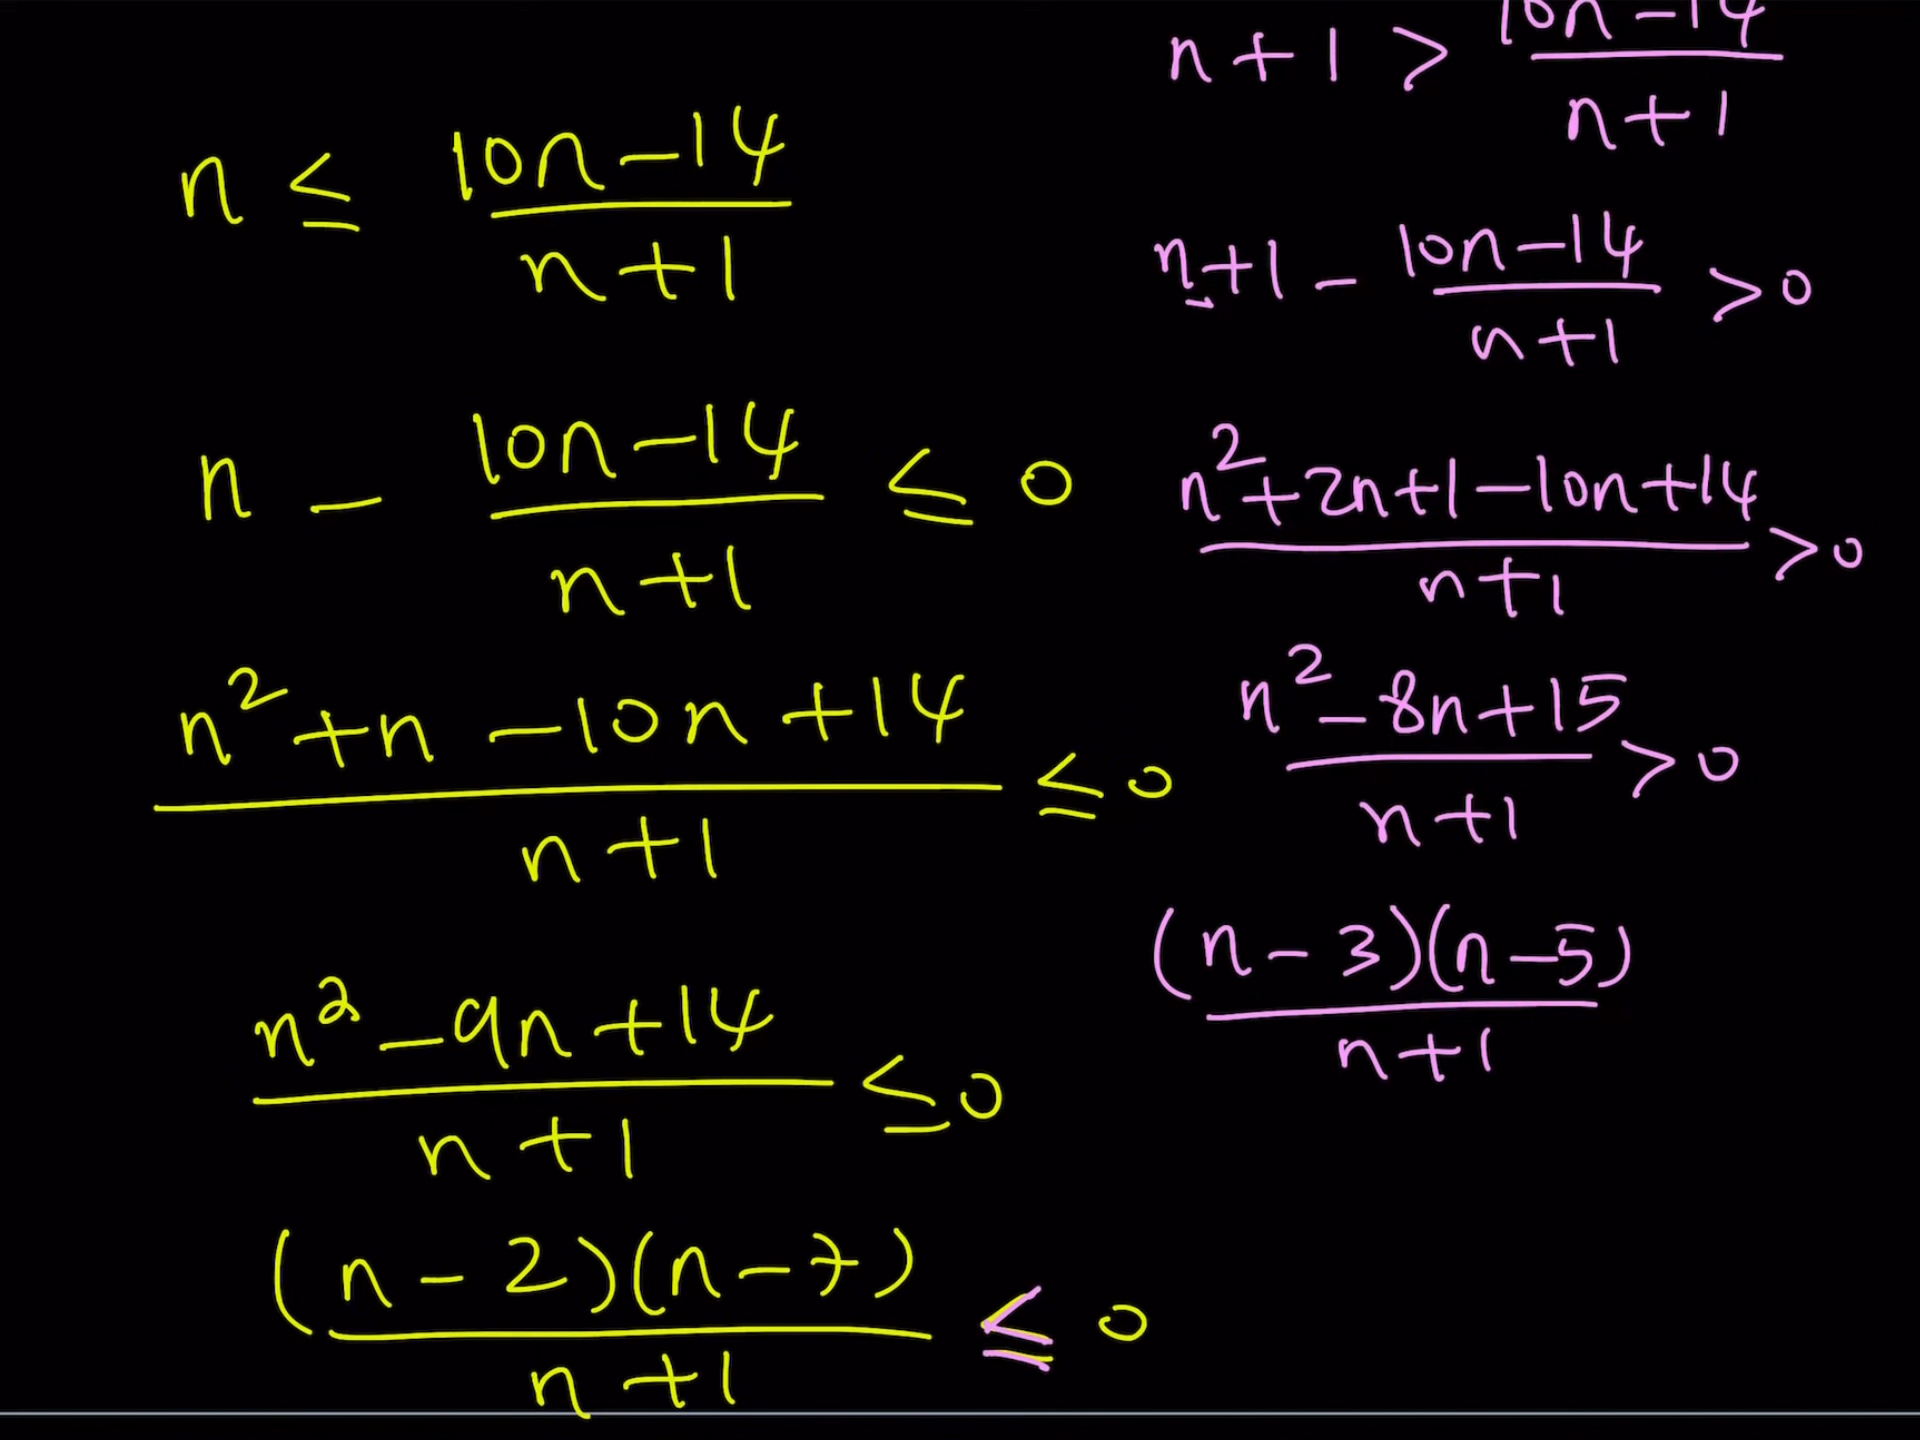 n ≤ (10n-14)/(n+1)
n - (10n-14)/(n+1) ≤ 0
(n²+n-10n+14)/(n+1) ≤ 0
(n²-9n+14)/(n+1) ≤ 0
(n-2)(n-7)/(n+1) ≤ 0
n+1 > (10n-14)/(n+1)
n+1 - (10n-14)/(n+1) > 0
(n²+2n+1-10n+14)/(n+1) > 0
(n²-8n+15)/(n+1) > 0
(n-3)(n-5)/(n+1)